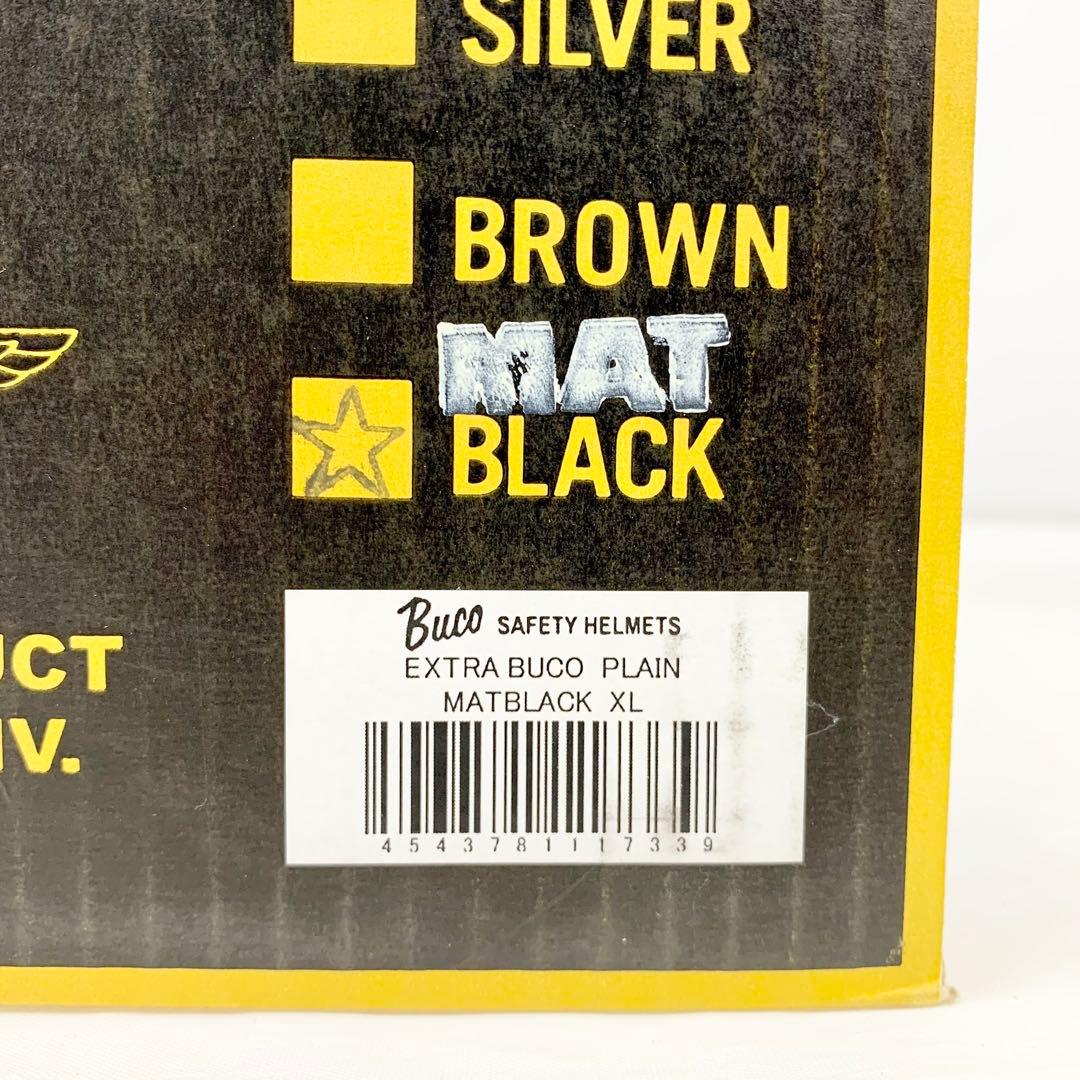 SILVER
BROWN
MAT
BLACK
UCT
IV.
Buco SAFETY HELMETS
EXTRA BUCO PLAIN
MATBLACK XL
4543781117339